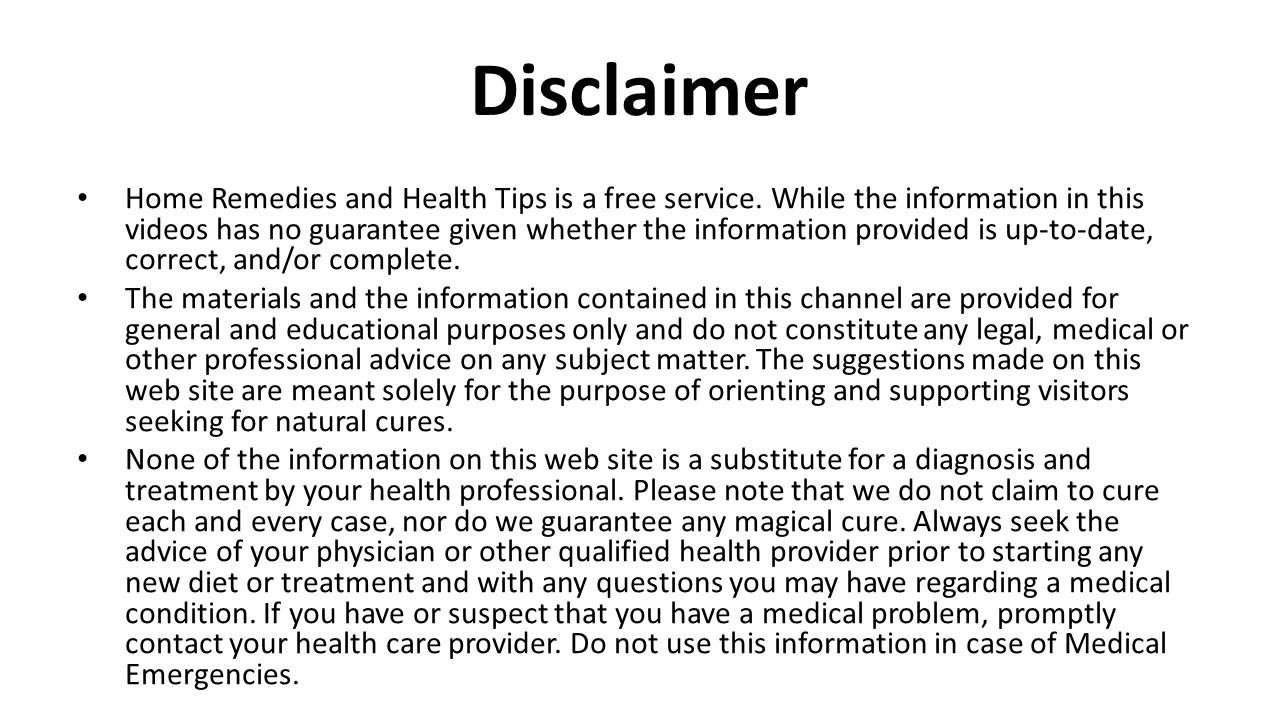 Disclaimer
• Home Remedies and Health Tips is a free service. While the information in this
videos has no guarantee given whether the information provided is up-to-date,
correct, and/or complete.
• The materials and the information contained in this channel are provided for
general and educational purposes only and do not constitute any legal, medical or
other professional advice on any subject matter. The suggestions made on this
web site are meant solely for the purpose of orienting and supporting visitors
seeking for natural cures.
• None of the information on this web site is a substitute for a diagnosis and
treatment by your health professional. Please note that we do not claim to cure
each and every case, nor do we guarantee any magical cure. Always seek the
advice of your physician or other qualified health provider prior to starting any
new diet or treatment and with any questions you may have regarding a medical
condition. If you have or suspect that you have a medical problem, promptly
contact your health care provider. Do not use this information in case of Medical
Emergencies.